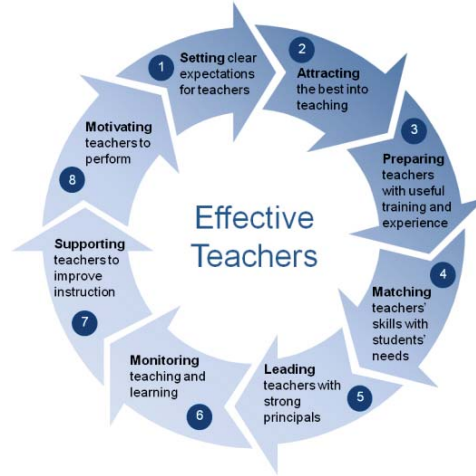 1
Setting clear
expectations
for teachers
2
Attracting
the best into
teaching
3
Preparing
teachers
with useful
training and
experience
4
Matching
teachers'
skills with
students'
needs
5
Leading
teachers with
strong
principals
6
Monitoring
teaching and
learning
7
Supporting
teachers to
improve
instruction
8
Motivating
teachers to
perform
Effective
Teachers